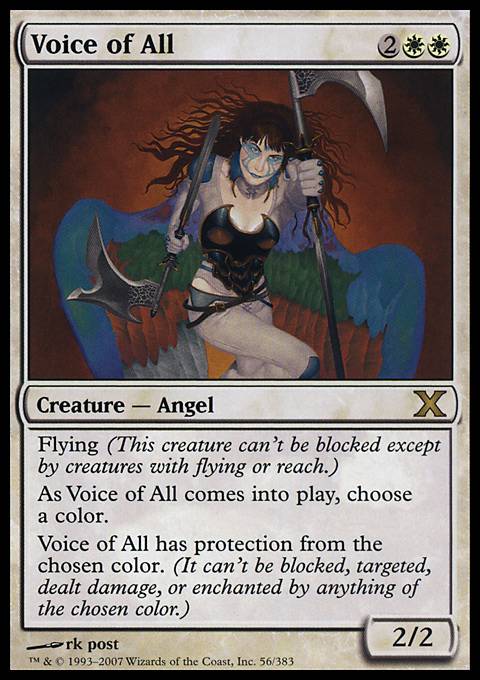 Voice of All 2
Creature — Angel X
Flying (This creature can't be blocked except
by creatures with flying or reach.)
As Voice of All comes into play, choose
a color.
Voice of All has protection from the
chosen color. (It can't be blocked, targeted,
dealt damage, or enchanted by anything of
the chosen color.)
rk post
2/2
™ & © 1993–2007 Wizards of the Coast, Inc. 56/383